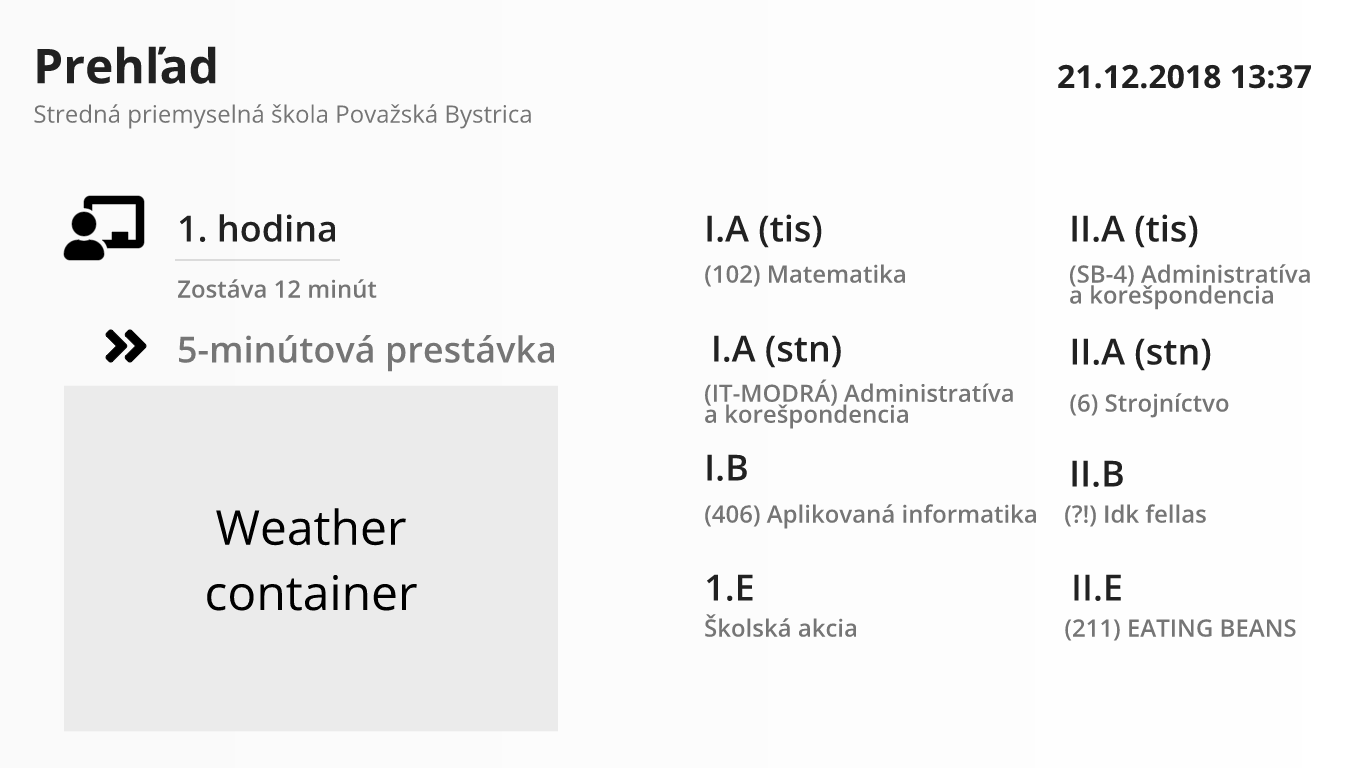 Prehľad
Stredná priemyselná škola Považská Bystrica
21.12.2018 13:37
1. hodina
Zostáva 12 minút
5-minútová prestávka
Weather
container
I.A (tis)
(102) Matematika
I.A (stn)
(IT-MODRÁ) Administratíva
a korešpondencia
I.B
(406) Aplikovaná informatika
1.E
Školská akcia
II.A (tis)
(SB-4) Administratíva
a korešpondencia
II.A (stn)
(6) Strojníctvo
II.B
(?!) Idk fellas
II.E
(211) EATING BEANS